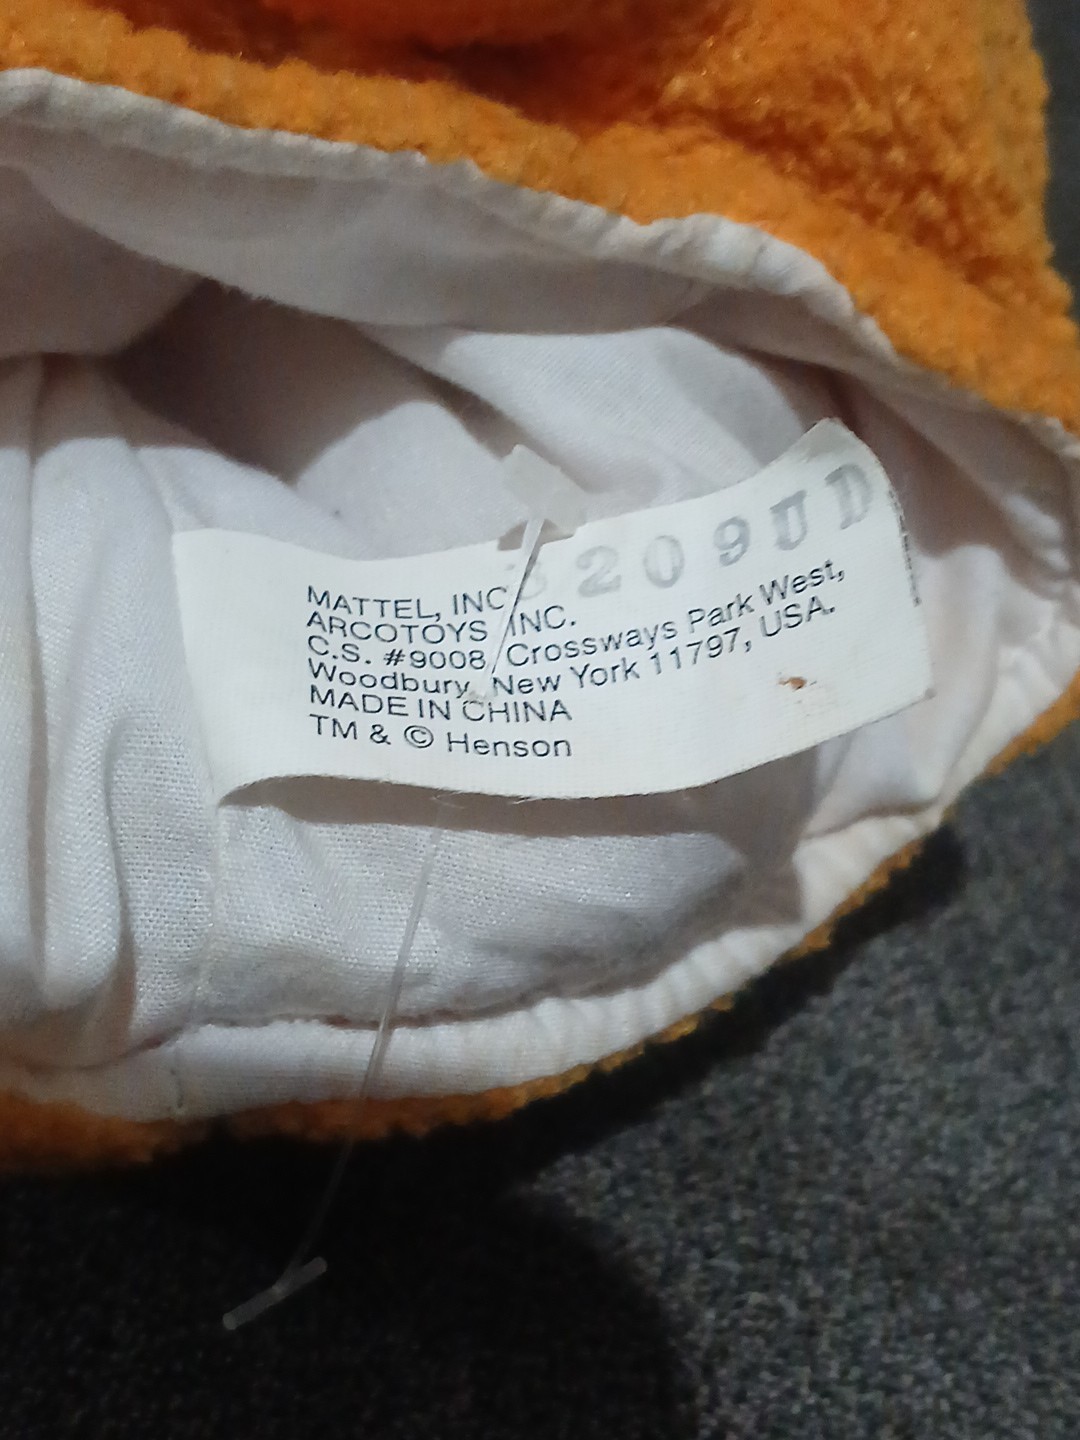 209UD
MATTEL, INC
ARCOTOYS INC.
C.S. #9008, Crossways Park West,
Woodbury, New York 11797, USA.
MADE IN CHINA
TM & © Henson